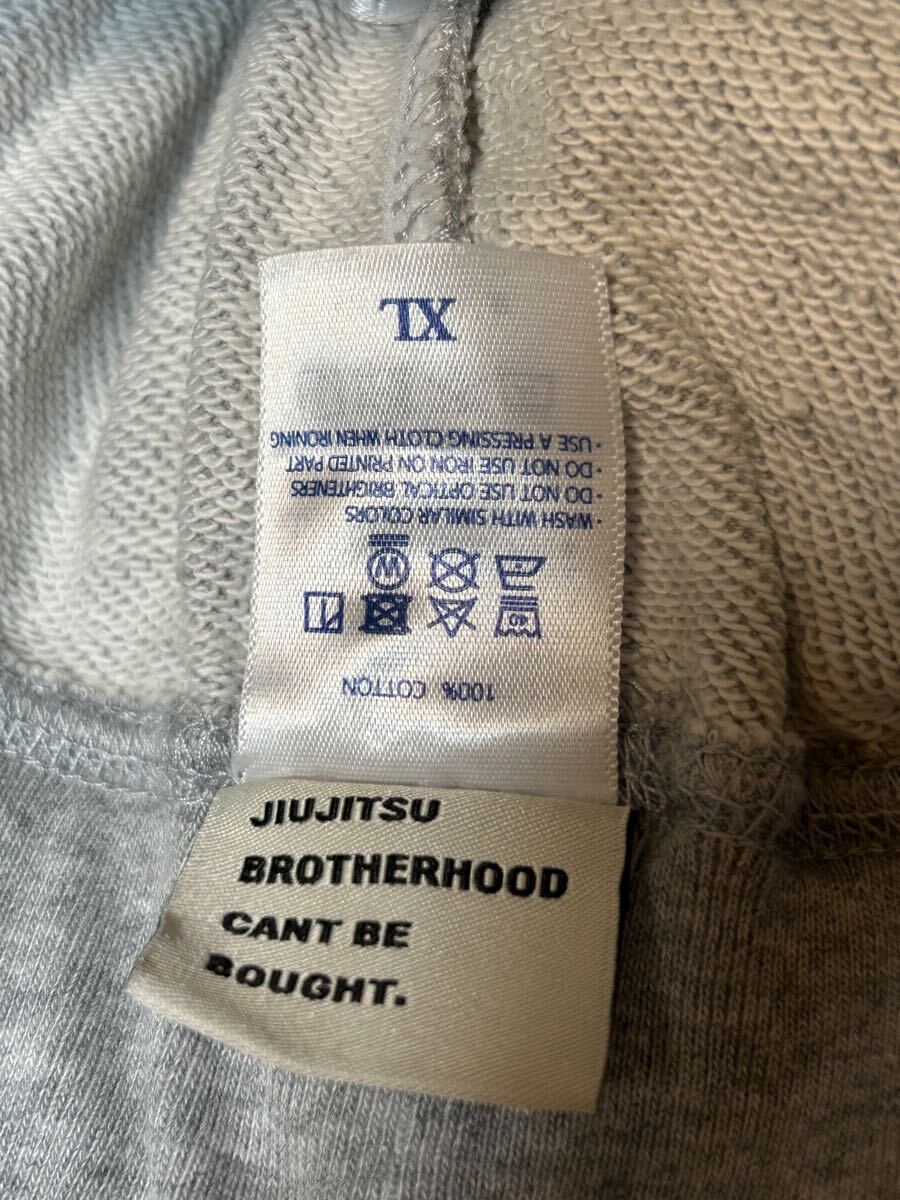 100% COTTON
40
W
• WASH WITH SIMILAR COLORS
• DO NOT USE OPTICAL BRIGHTENERS
• DO NOT USE IRON ON PRINTED PART
• USE A PRESSING CLOTH WHEN IRONING
XL
JIUJITSU
BROTHERHOOD
CANT BE
BOUGHT.